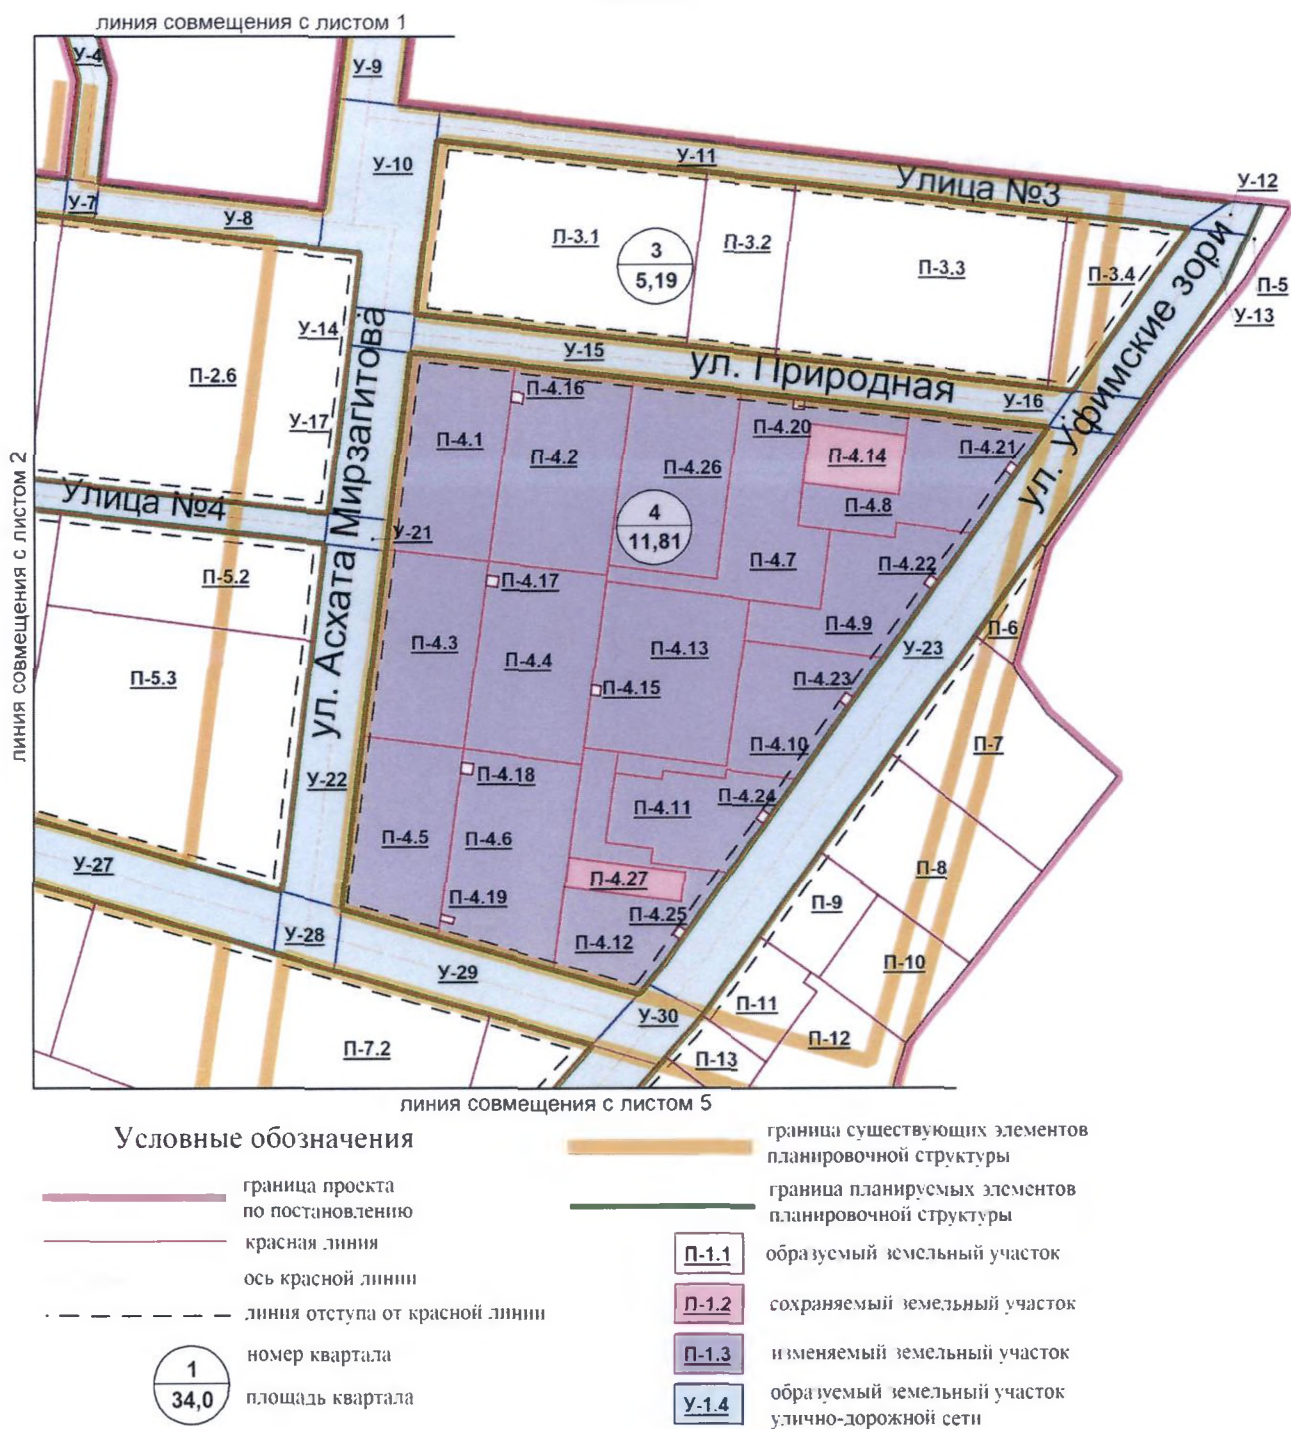 линия совмещения с листом 1
У-4
У-9
У-10
У-11
Улица №3
У-12
У-7
У-8
П-3.1
3
5,19
П-3.2
П-3.3
П-3.4
П-5
У-13
ул. Уфимские зори
У-14
У-15
ул. Природная
У-16
П-2.6
У-17
ул. Асхата Мирзагитова
П-4.16
П-4.1
П-4.2
П-4.26
П-4.20
П-4.14
П-4.21
П-4.8
линия совмещения с листом 2
Улица №4
У-21
4
11,81
П-4.7
П-4.22
П-5.2
П-4.17
П-4.3
П-4.4
П-4.13
П-4.9
П-6
У-23
П-5.3
П-4.15
П-4.23
П-4.10
П-7
У-22
П-4.18
П-4.24
П-4.11
П-4.5
П-4.6
У-27
П-4.27
П-8
П-9
П-4.19
П-4.25
П-4.12
У-28
У-29
П-10
П-11
У-30
П-12
П-7.2
П-13
линия совмещения с листом 5
Условные обозначения
граница проекта
по постановлению
красная линия
ось красной линии
линия отступа от красной линии
1
34,0
номер квартала
площадь квартала
граница существующих элементов
планировочной структуры
граница планируемых элементов
планировочной структуры
П-1.1
образуемый земельный участок
П-1.2
сохраняемый земельный участок
П-1.3
изменяемый земельный участок
У-1.4
образуемый земельный участок
улично-дорожной сети